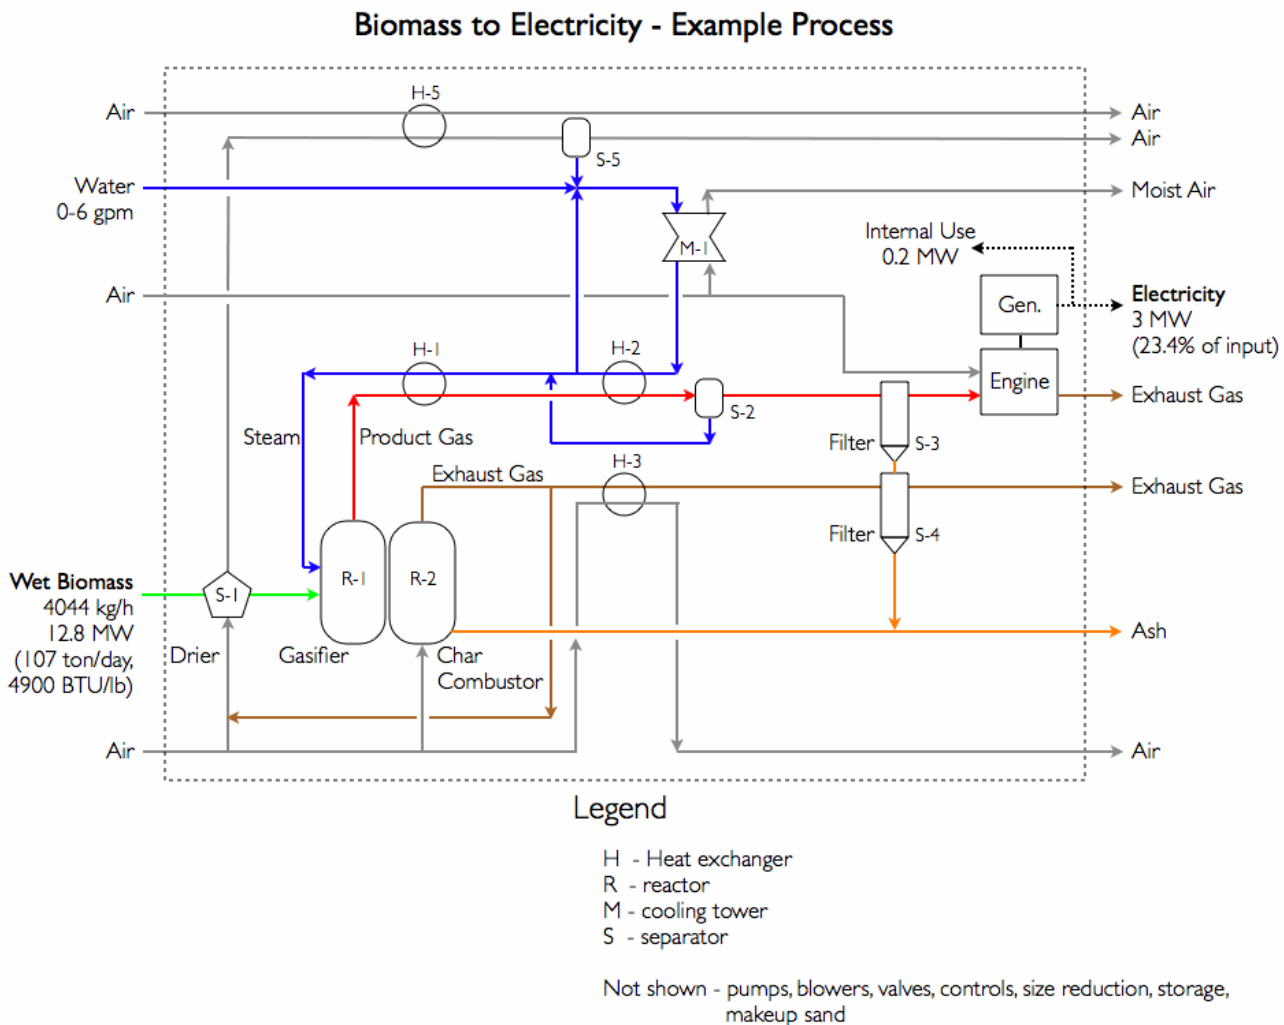 Biomass to Electricity - Example Process
H-5
Air
Air
Air
S-5
Water
0-6 gpm
Moist Air
M-1
Internal Use
0.2 MW
Air
Gen.
Electricity
3 MW
(23.4% of input)
H-1
H-2
Engine
Exhaust Gas
S-2
Steam
Product Gas
Filter
S-3
H-3
Exhaust Gas
Exhaust Gas
Filter
S-4
R-1
R-2
Wet Biomass
4044 kg/h
12.8 MW
(107 ton/day,
4900 BTU/lb)
S-1
Drier
Gasifier
Char
Combustor
Ash
Air
Air
Legend
H - Heat exchanger
R - reactor
M - cooling tower
S - separator
Not shown - pumps, blowers, valves, controls, size reduction, storage,
makeup sand